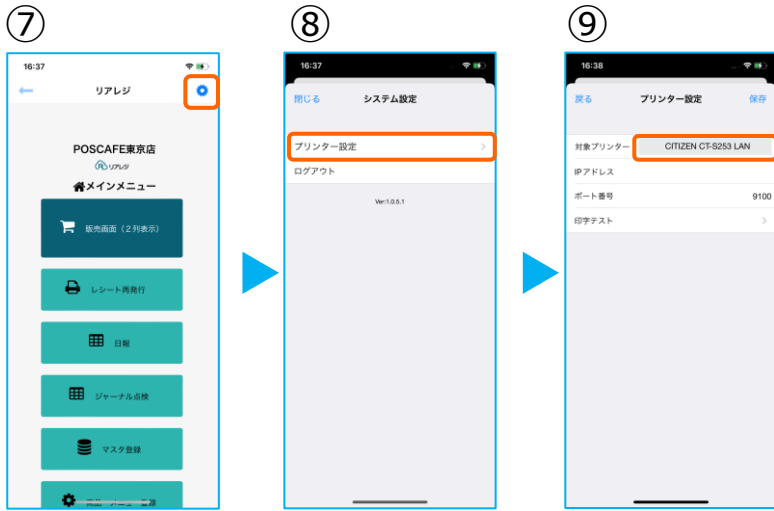 ⑦
16:37
リアレジ
POSCAFE東京店
リアレジ
メインメニュー
販売画面（２列表示）
レシート再発行
日報
ジャーナル点検
マスタ登録
⑧
16:37
閉じる
システム設定
プリンター設定
ログアウト
Ver:1.0.5.1
⑨
16:38
戻る
プリンター設定
保存
対象プリンター
CITIZEN CT-S253 LAN
IPアドレス
ポート番号
9100
印字テスト